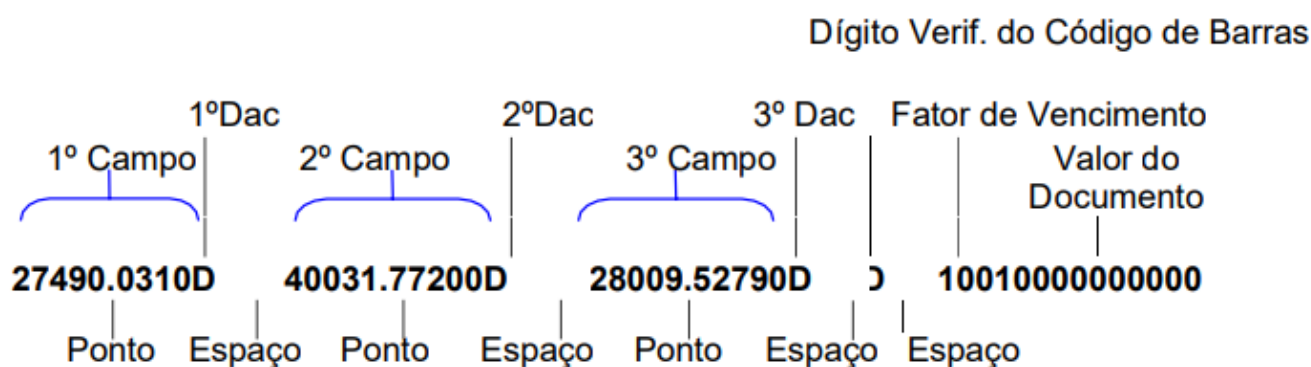 Dígito Verif. do Código de Barras
1ºDac 2ºDac 3º Dac Fator de Vencimento
1º Campo 2º Campo 3º Campo Valor do
Documento
27490.0310D 40031.77200D 28009.52790D D 10010000000000
Ponto Espaço Ponto Espaço Ponto Espaço Espaço